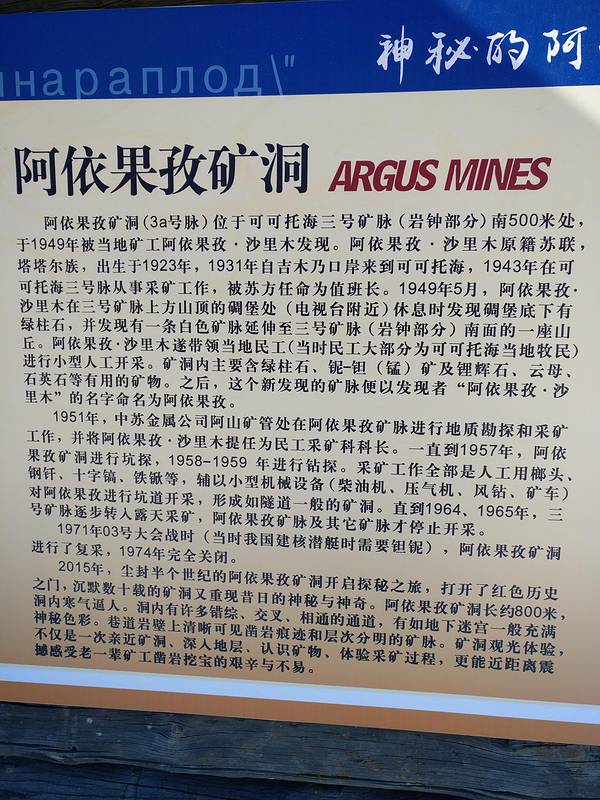 нараплод\"
神秘的阿
阿依果孜矿洞 ARGUS MINES
阿依果孜矿洞(3a号脉)位于可可托海三号矿脉(岩钟部分)南500米处,
于1949年被当地矿工阿依果孜·沙里木发现。阿依果孜·沙里木原籍苏联,
塔塔尔族,出生于1923年,1931年自吉木乃口岸来到可可托海,1943年在可
可托海三号脉从事采矿工作,被苏方任命为值班长。1949年5月,阿依果孜·
沙里木在三号矿脉上方山顶的碉堡处(电视台附近)休息时发现碉堡底下有
绿柱石,并发现有一条白色矿脉延伸至三号矿脉(岩钟部分)南面的一座山
丘。阿依果孜·沙里木遂带领当地民工(当时民工大部分为可可托海当地牧民)
进行小型人工开采。矿洞内主要含绿柱石、铌-钽(锰)矿及锂辉石、云母、
石英石等有用的矿物。之后,这个新发现的矿脉便以发现者“阿依果孜·沙
里木”的名字命名为阿依果孜。
1951年,中苏金属公司阿山矿管处在阿依果孜矿脉进行地质勘探和采矿
工作,并将阿依果孜·沙里木提任为民工采矿科科长。一直到1957年,阿依
果孜矿洞进行坑探,1958-1959 年进行钻探。采矿工作全部是人工用榔头、
钢钎、十字镐、铁锨等,辅以小型机械设备(柴油机、压气机、风钻、矿车)
对阿依果孜进行坑道开采,形成如隧道一般的矿洞。直到1964、1965年,三
号矿脉逐步转入露天采矿,阿依果孜矿脉及其它矿脉才停止开采。
1971年03号大会战时(当时我国建核潜艇时需要钽铌),阿依果孜矿洞
进行了复采,1974年完全关闭。
2015年,尘封半个世纪的阿依果孜矿洞开启探秘之旅,打开了红色历史
之门,沉默数十载的矿洞又重现昔日的神秘与神奇。阿依果孜矿洞长约800米,
洞内寒气逼人。洞内有许多错综、交叉、相通的通道,有如地下迷宫一般充满
神秘色彩。巷道岩壁上清晰可见凿岩痕迹和层次分明的矿脉。矿洞观光体验,
不仅是一次亲近矿洞、深入地层、认识矿物、体验采矿过程,更能近距离震
撼感受老一辈矿工凿岩挖宝的艰辛与不易。